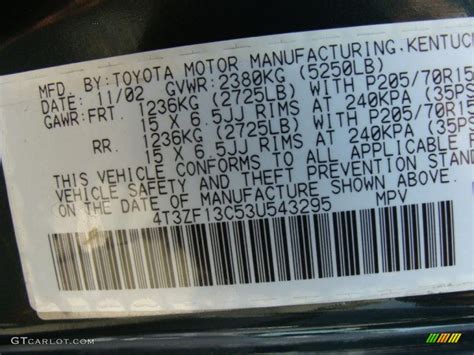 MFD. BY: TOYOTA MOTOR MANUFACTURING, KENTUC
DATE: 11/02 GVWR: 2380KG (5250LB)
GAWR: FRT. 1236KG (2725LB) WITH P205/70R15
15 X 6.5JJ RIMS AT 240KPA (35PS
RR. 1236KG (2725LB) WITH P205/70R15
15 X 6.5JJ RIMS AT 240KPA (35PS
THIS VEHICLE CONFORMS TO ALL APPLICABLE
VEHICLE SAFETY AND THEFT PREVENTION
ON THE DATE OF MANUFACTURE SHOWN ABOVE.
4T3ZF13C53U543295 MPV
GTCARLOT.COM